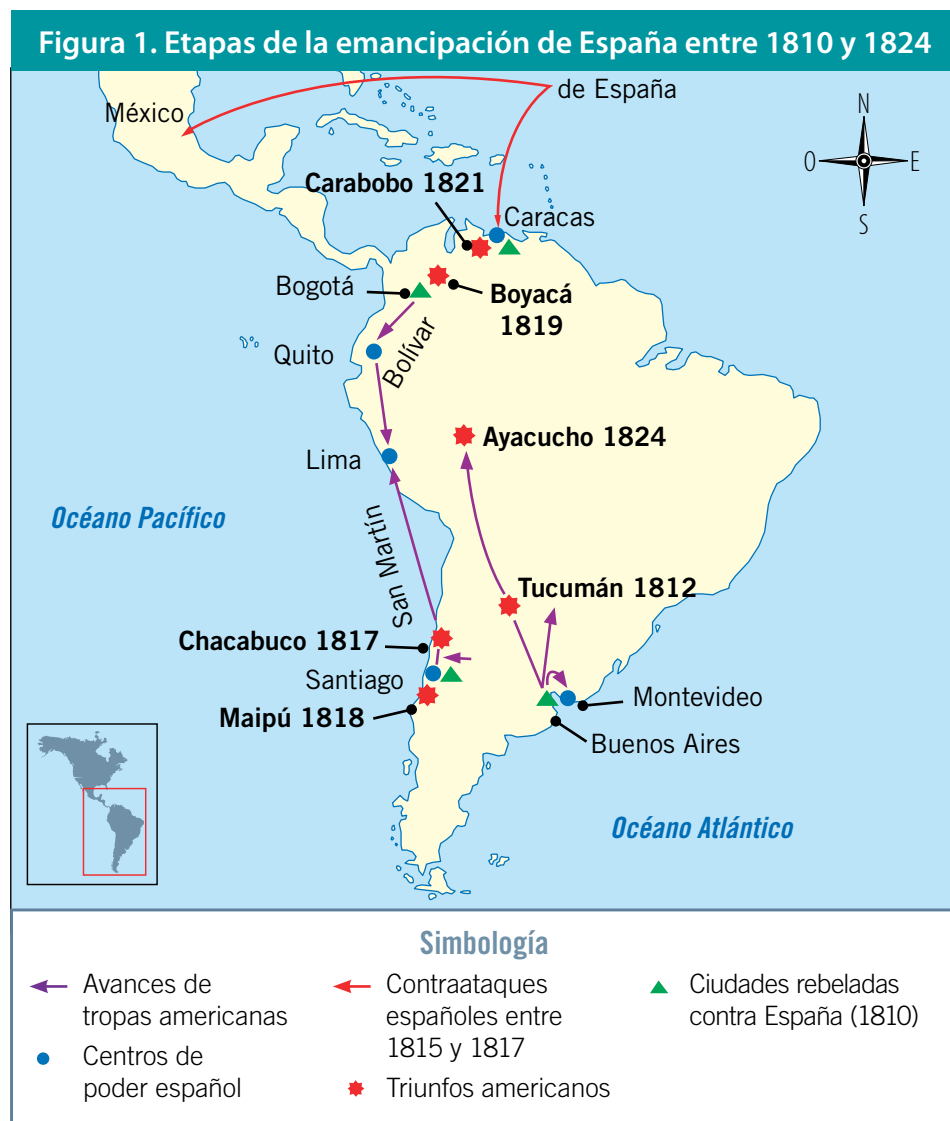 Figura 1. Etapas de la emancipación de España entre 1810 y 1824
de España
México
N
O
E
S
Carabobo 1821
Caracas
Bogotá
Boyacá
1819
Bolívar
Quito
Ayacucho 1824
Lima
Océano Pacífico
San Martín
Tucumán 1812
Chacabuco 1817
Santiago
Montevideo
Maipú 1818
Buenos Aires
Océano Atlántico
Simbología
Avances de
tropas americanas
Centros de
poder español
Contraataques
españoles entre
1815 y 1817
Triunfos americanos
Ciudades rebeladas
contra España (1810)